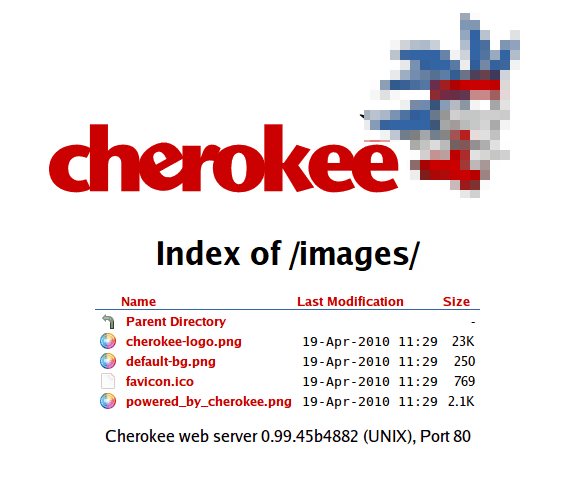 cherokee
Index of /images/
Name Last Modification Size
Parent Directory -
cherokee-logo.png 19-Apr-2010 11:29 23K
default-bg.png 19-Apr-2010 11:29 250
favicon.ico 19-Apr-2010 11:29 769
powered_by_cherokee.png 19-Apr-2010 11:29 2.1K
Cherokee web server 0.99.45b4882 (UNIX), Port 80